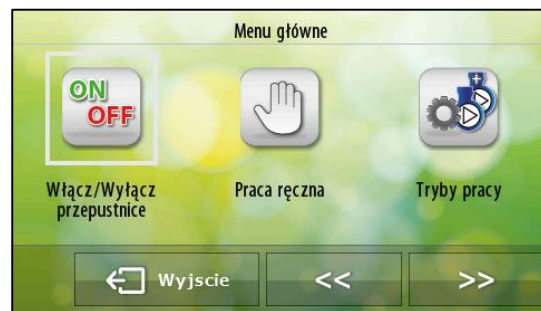 Menu główne
ON
OFF
Włącz/Wyłącz
przepustnice
Praca ręczna
Tryby pracy
Wyjscie
<<
>>